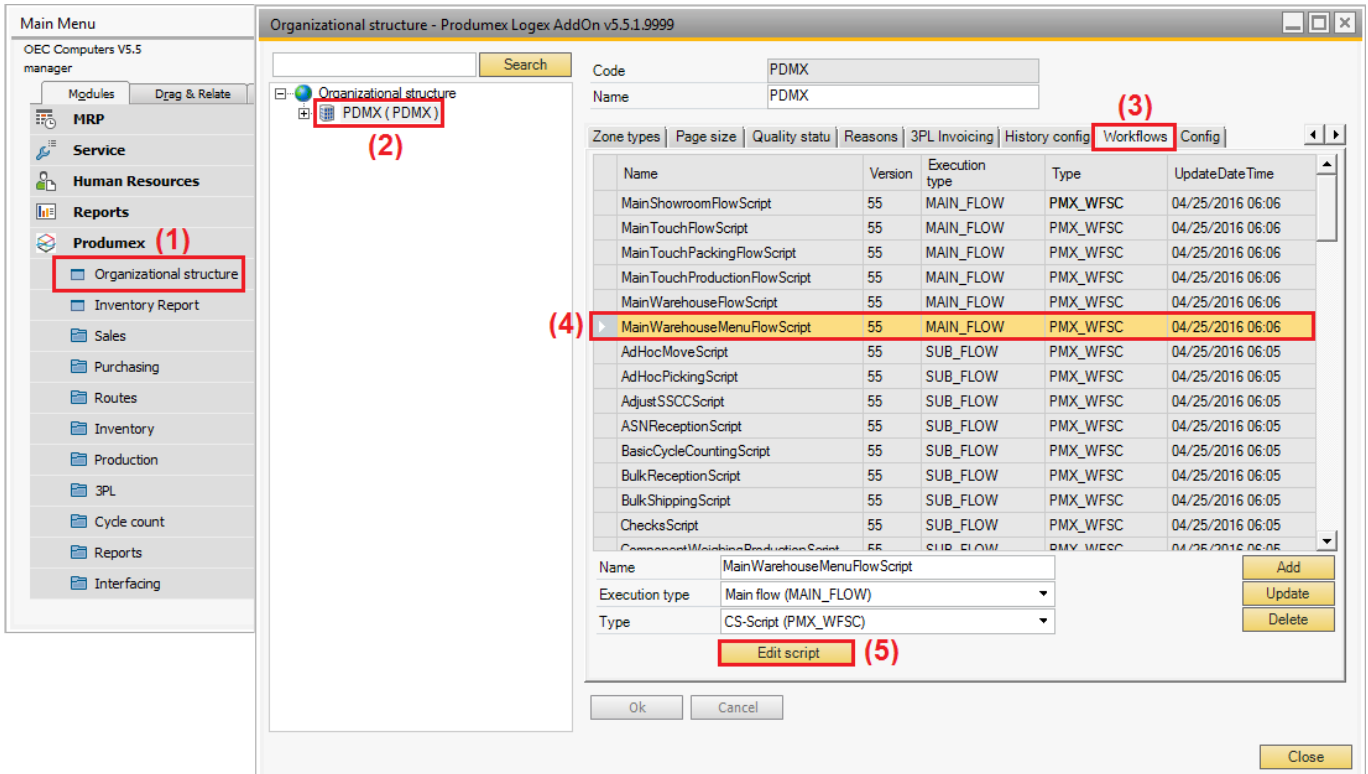 Main Menu
OEC Computers V5.5
manager
Modules Drag & Relate
MRP
Service
Human Resources
Reports
Produmex (1)
Organizational structure
Inventory Report
Sales
Purchasing
Routes
Inventory
Production
3PL
Cycle count
Reports
Interfacing
Organizational structure - Produmex Logex AddOn v5.5.1.9999
Search
Organizational structure
PDMX ( PDMX )
(2)
Code PDMX
Name PDMX
(3)
Zone types Page size Quality statu Reasons 3PL Invoicing History config Workflows Config
Name Version Execution type Type UpdateDateTime
MainShowroomFlowScript 55 MAIN_FLOW PMX_WFSC 04/25/2016 06:06
MainTouchFlowScript 55 MAIN_FLOW PMX_WFSC 04/25/2016 06:06
MainTouchPackingFlowScript 55 MAIN_FLOW PMX_WFSC 04/25/2016 06:06
MainTouchProductionFlowScript 55 MAIN_FLOW PMX_WFSC 04/25/2016 06:06
MainWarehouseFlowScript 55 MAIN_FLOW PMX_WFSC 04/25/2016 06:06
(4) MainWarehouseMenuFlowScript 55 MAIN_FLOW PMX_WFSC 04/25/2016 06:06
AdHocMoveScript 55 SUB_FLOW PMX_WFSC 04/25/2016 06:05
AdHocPickingScript 55 SUB_FLOW PMX_WFSC 04/25/2016 06:05
AdjustSSCCScript 55 SUB_FLOW PMX_WFSC 04/25/2016 06:05
ASNReceptionScript 55 SUB_FLOW PMX_WFSC 04/25/2016 06:05
BasicCycleCountingScript 55 SUB_FLOW PMX_WFSC 04/25/2016 06:05
BulkReceptionScript 55 SUB_FLOW PMX_WFSC 04/25/2016 06:05
BulkShippingScript 55 SUB_FLOW PMX_WFSC 04/25/2016 06:05
ChecksScript 55 SUB_FLOW PMX_WFSC 04/25/2016 06:05
ComponentWeighingProductionScript 55 SUB_FLOW PMX_WFSC 04/25/2016 06:05
Name MainWarehouseMenuFlowScript Add
Execution type Main flow (MAIN_FLOW) Update
Type CS-Script (PMX_WFSC) Delete
Edit script (5)
Ok Cancel
Close